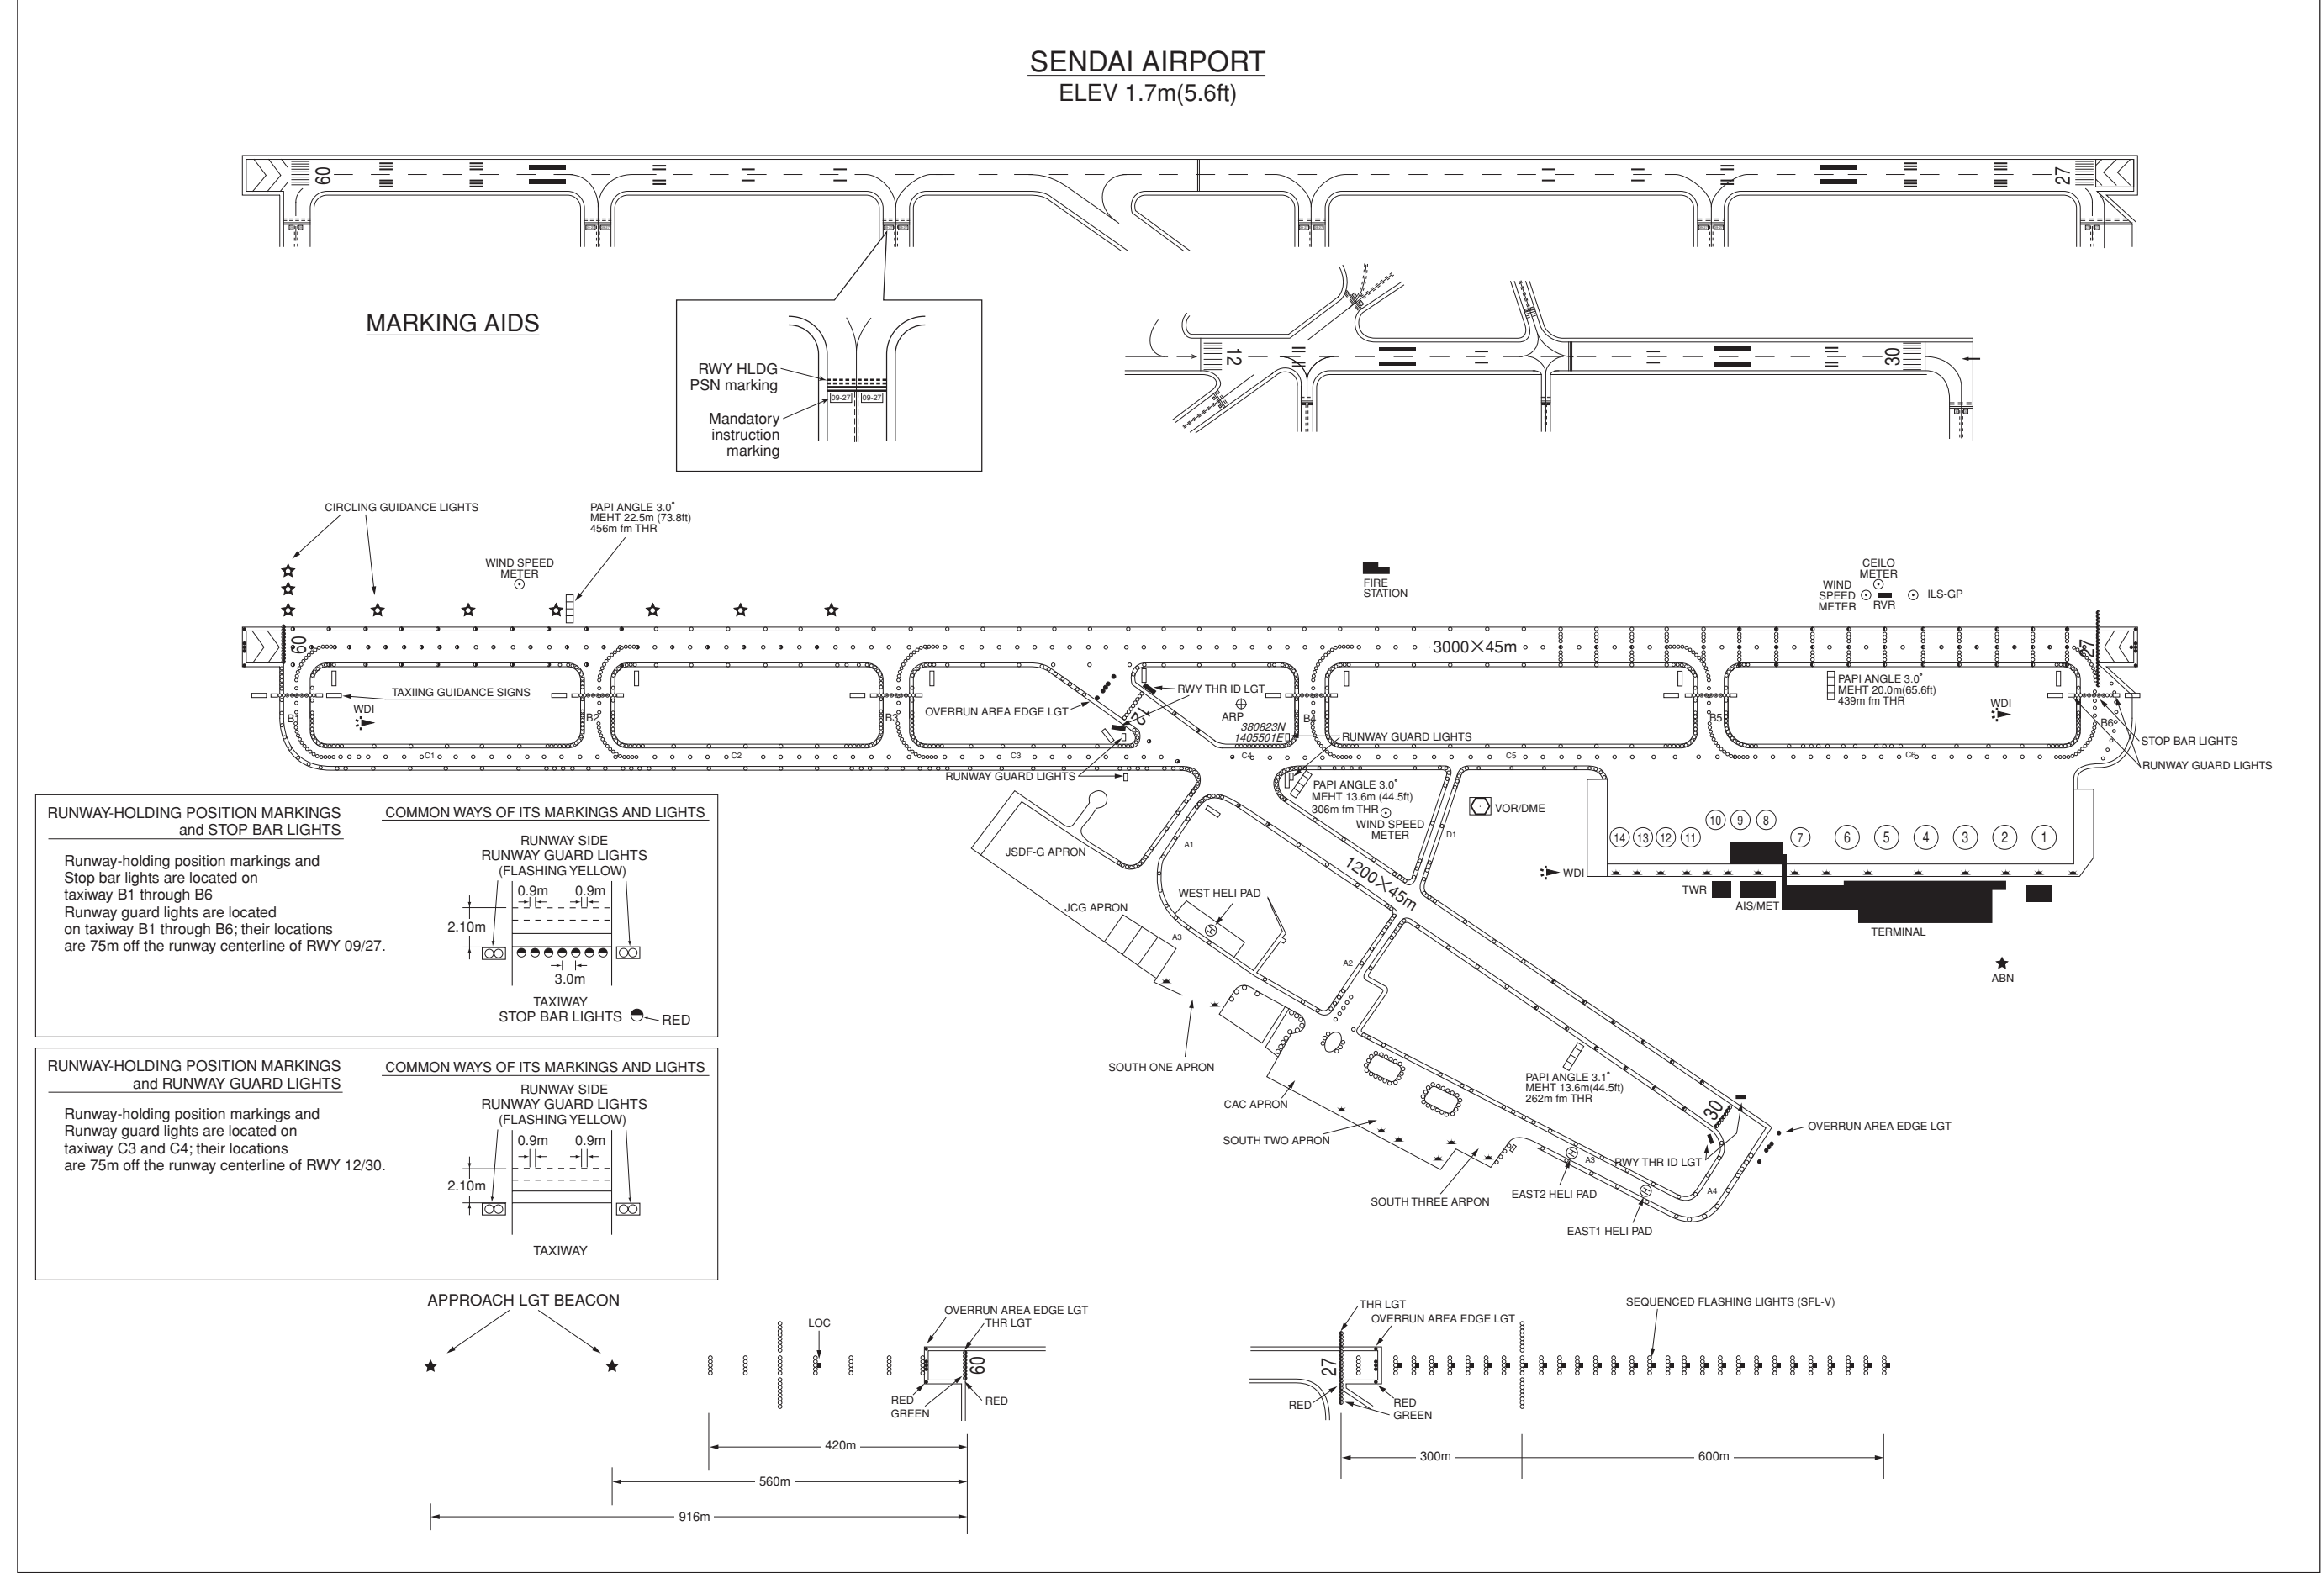 SENDAI AIRPORT
ELEV 1.7m(5.6ft)
09
27
MARKING AIDS
RWY HLDG
PSN marking
09-27
09-27
Mandatory
instruction
marking
12
30
CIRCLING GUIDANCE LIGHTS
PAPI ANGLE 3.0°
MEHT 22.5m (73.8ft)
456m fm THR
WIND SPEED
METER
FIRE
STATION
CEILO
METER
WIND
SPEED
METER
RVR
ILS-GP
09
3000×45m
27
TAXIING GUIDANCE SIGNS
WDI
B1
B2
B3
B4
B5
B6
OVERRUN AREA EDGE LGT
RWY THR ID LGT
12
ARP
380823N
1405501E
RUNWAY GUARD LIGHTS
PAPI ANGLE 3.0°
MEHT 20.0m(65.6ft)
439m fm THR
WDI
STOP BAR LIGHTS
RUNWAY GUARD LIGHTS
C1
C2
C3
C4
C5
C6
RUNWAY GUARD LIGHTS
PAPI ANGLE 3.0°
MEHT 13.6m (44.5ft)
306m fm THR
WIND SPEED
METER
VOR/DME
D1
JSDF-G APRON
A1
1200×45m
WEST HELI PAD
JCG APRON
A3
A2
14
13
12
11
10
9
8
7
6
5
4
3
2
1
WDI
TWR
AIS/MET
TERMINAL
ABN
SOUTH ONE APRON
CAC APRON
SOUTH TWO APRON
SOUTH THREE ARPON
PAPI ANGLE 3.1°
MEHT 13.6m(44.5ft)
262m fm THR
30
OVERRUN AREA EDGE LGT
RWY THR ID LGT
A3
A4
EAST2 HELI PAD
EAST1 HELI PAD
RUNWAY-HOLDING POSITION MARKINGS
and STOP BAR LIGHTS
COMMON WAYS OF ITS MARKINGS AND LIGHTS
Runway-holding position markings and
Stop bar lights are located on
taxiway B1 through B6
Runway guard lights are located
on taxiway B1 through B6; their locations
are 75m off the runway centerline of RWY 09/27.
RUNWAY SIDE
RUNWAY GUARD LIGHTS
(FLASHING YELLOW)
0.9m
0.9m
2.10m
3.0m
TAXIWAY
STOP BAR LIGHTS
RED
RUNWAY-HOLDING POSITION MARKINGS
and RUNWAY GUARD LIGHTS
COMMON WAYS OF ITS MARKINGS AND LIGHTS
Runway-holding position markings and
Runway guard lights are located on
taxiway C3 and C4; their locations
are 75m off the runway centerline of RWY 12/30.
RUNWAY SIDE
RUNWAY GUARD LIGHTS
(FLASHING YELLOW)
0.9m
0.9m
2.10m
TAXIWAY
APPROACH LGT BEACON
LOC
OVERRUN AREA EDGE LGT
THR LGT
09
RED
GREEN
RED
420m
560m
916m
THR LGT
OVERRUN AREA EDGE LGT
SEQUENCED FLASHING LIGHTS (SFL-V)
27
RED
RED
GREEN
300m
600m